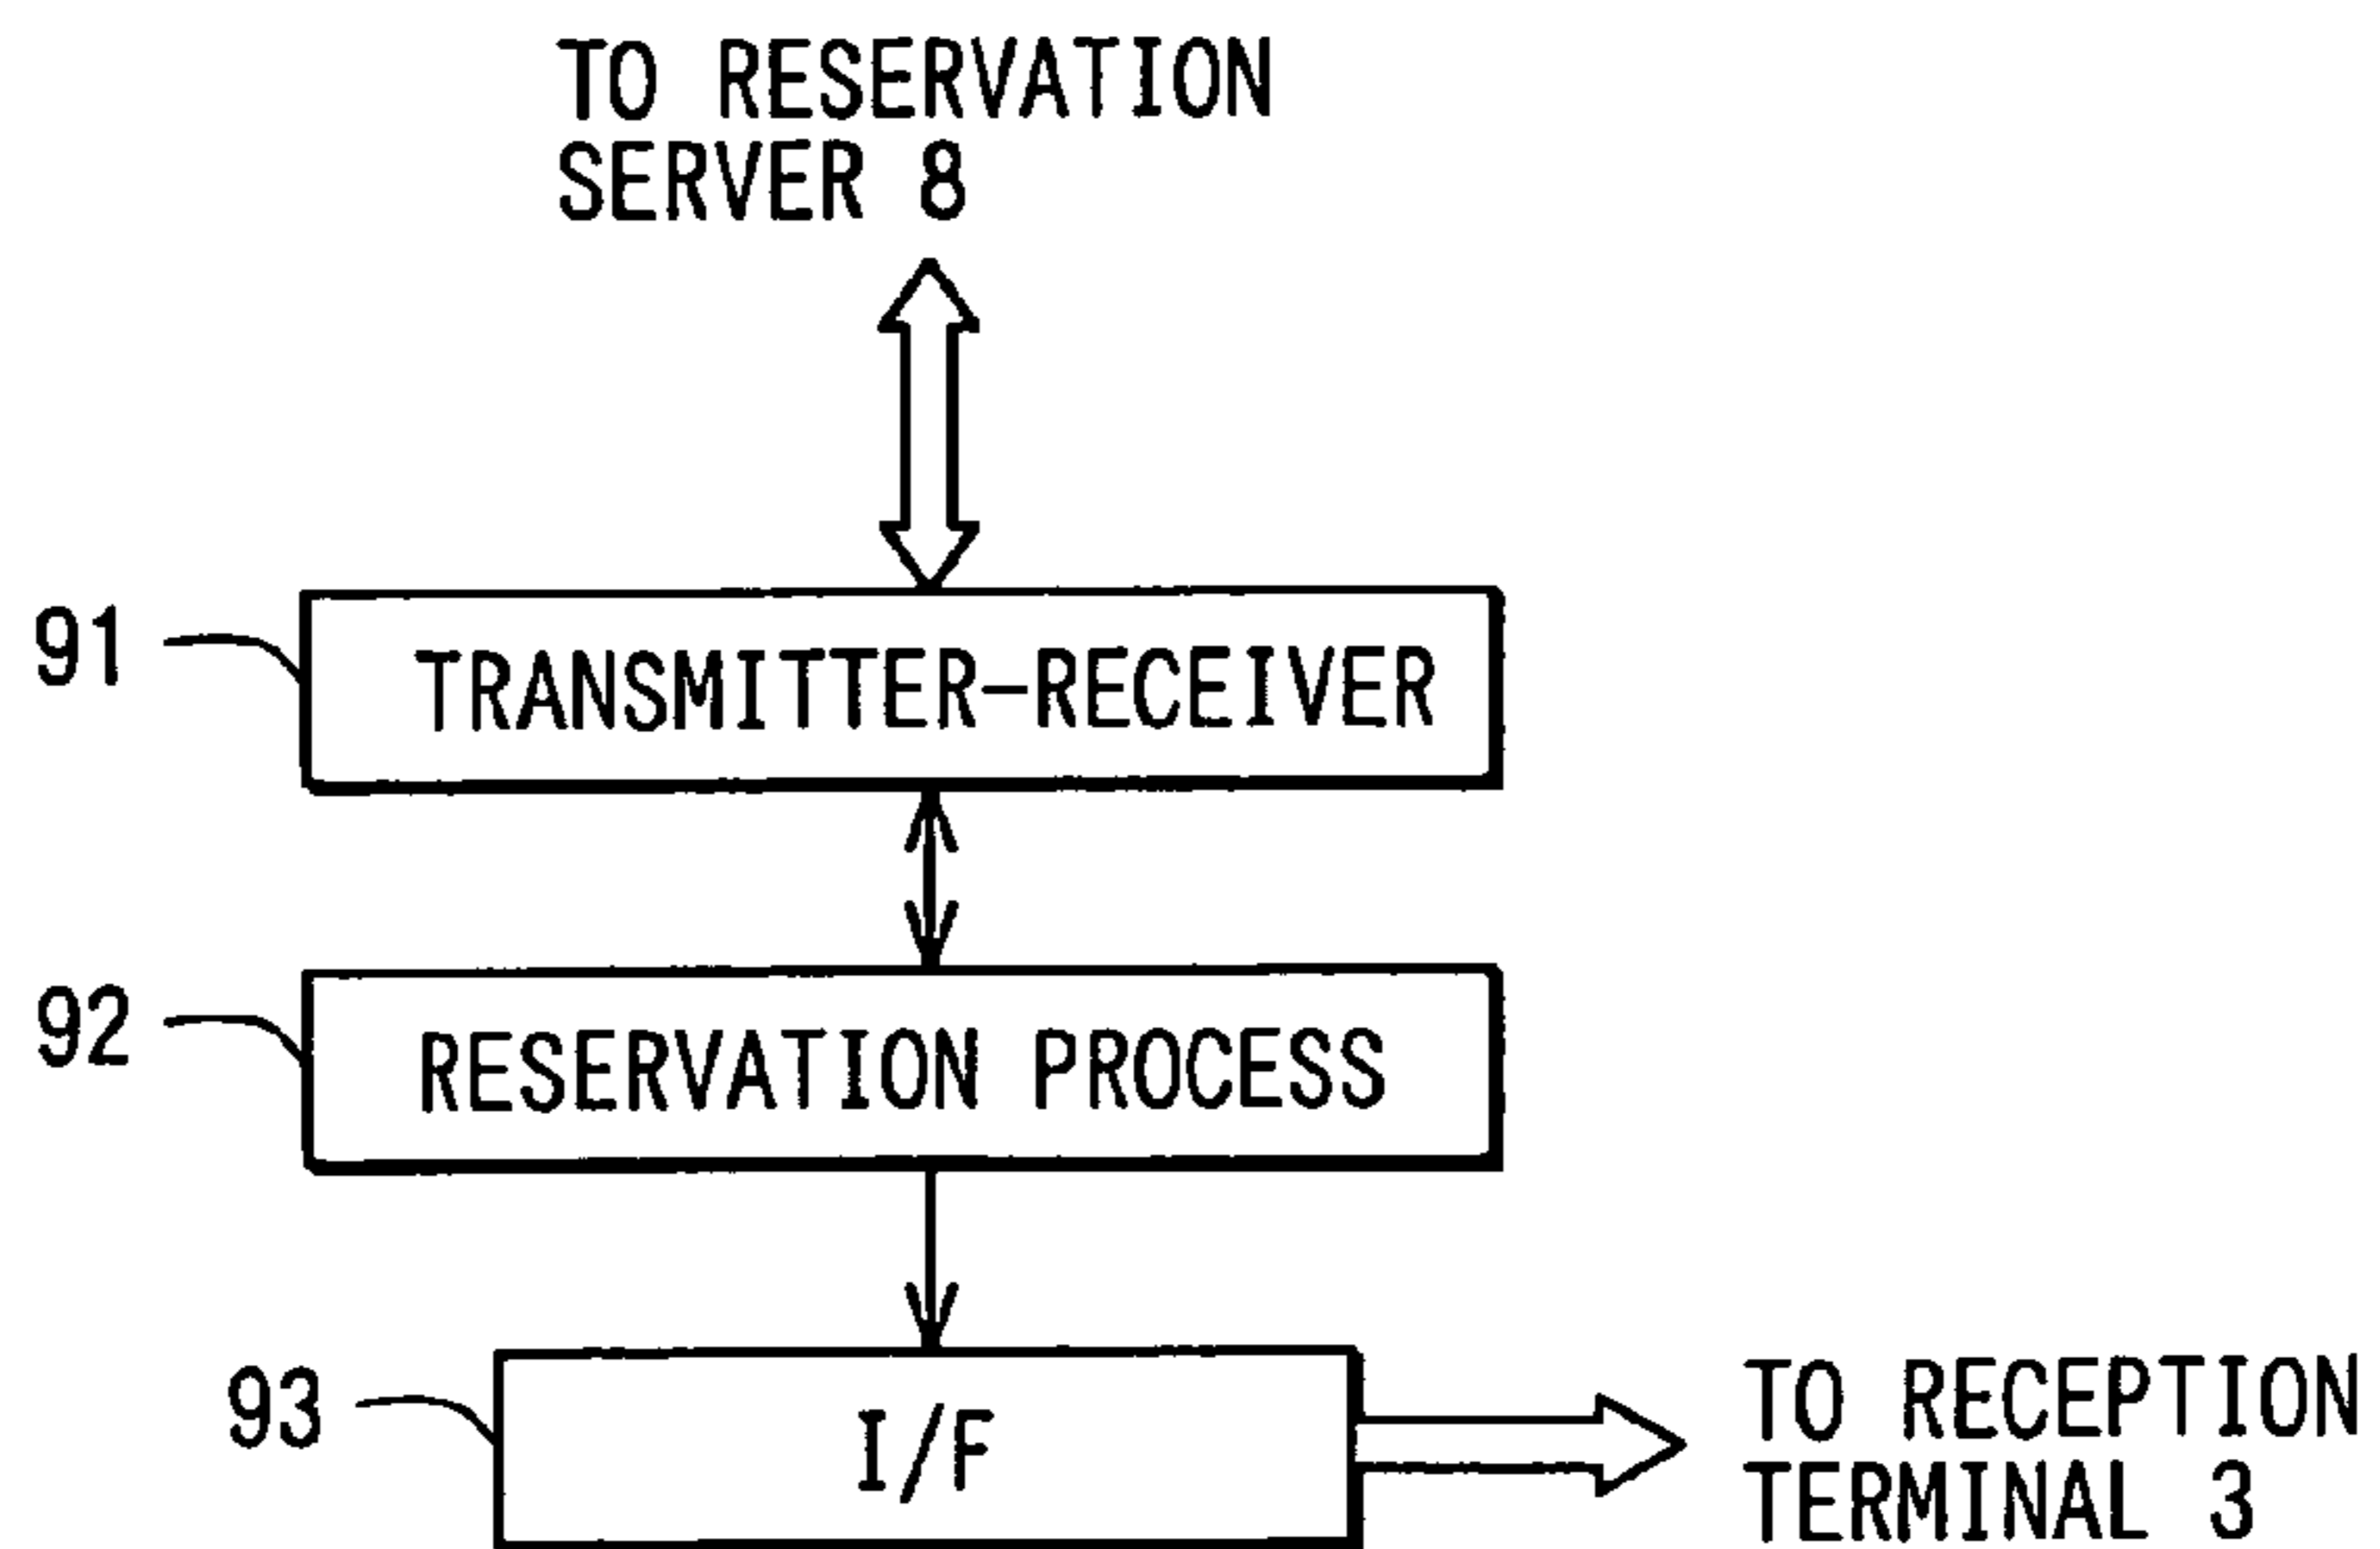 TO RESERVATION
SERVER 8
91
TRANSMITTER-RECEIVER
92
RESERVATION PROCESS
93
I/F
TO RECEPTION
TERMINAL 3